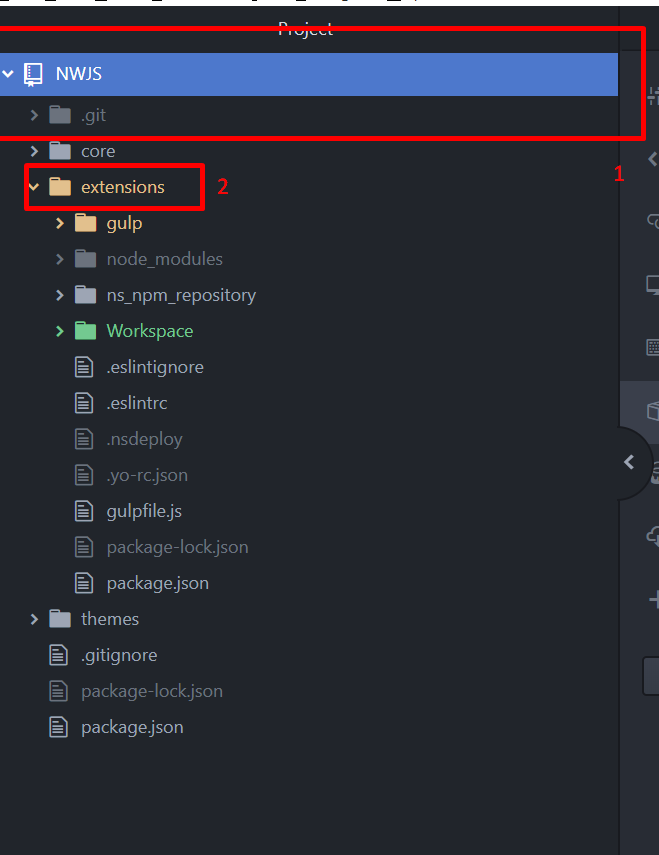 Project
NWJS
.git
core
1
extensions 2
gulp
node_modules
ns_npm_repository
Workspace
.eslintignore
.eslintrc
.nsdeploy
.yo-rc.json
gulpfile.js
package-lock.json
package.json
themes
.gitignore
package-lock.json
package.json